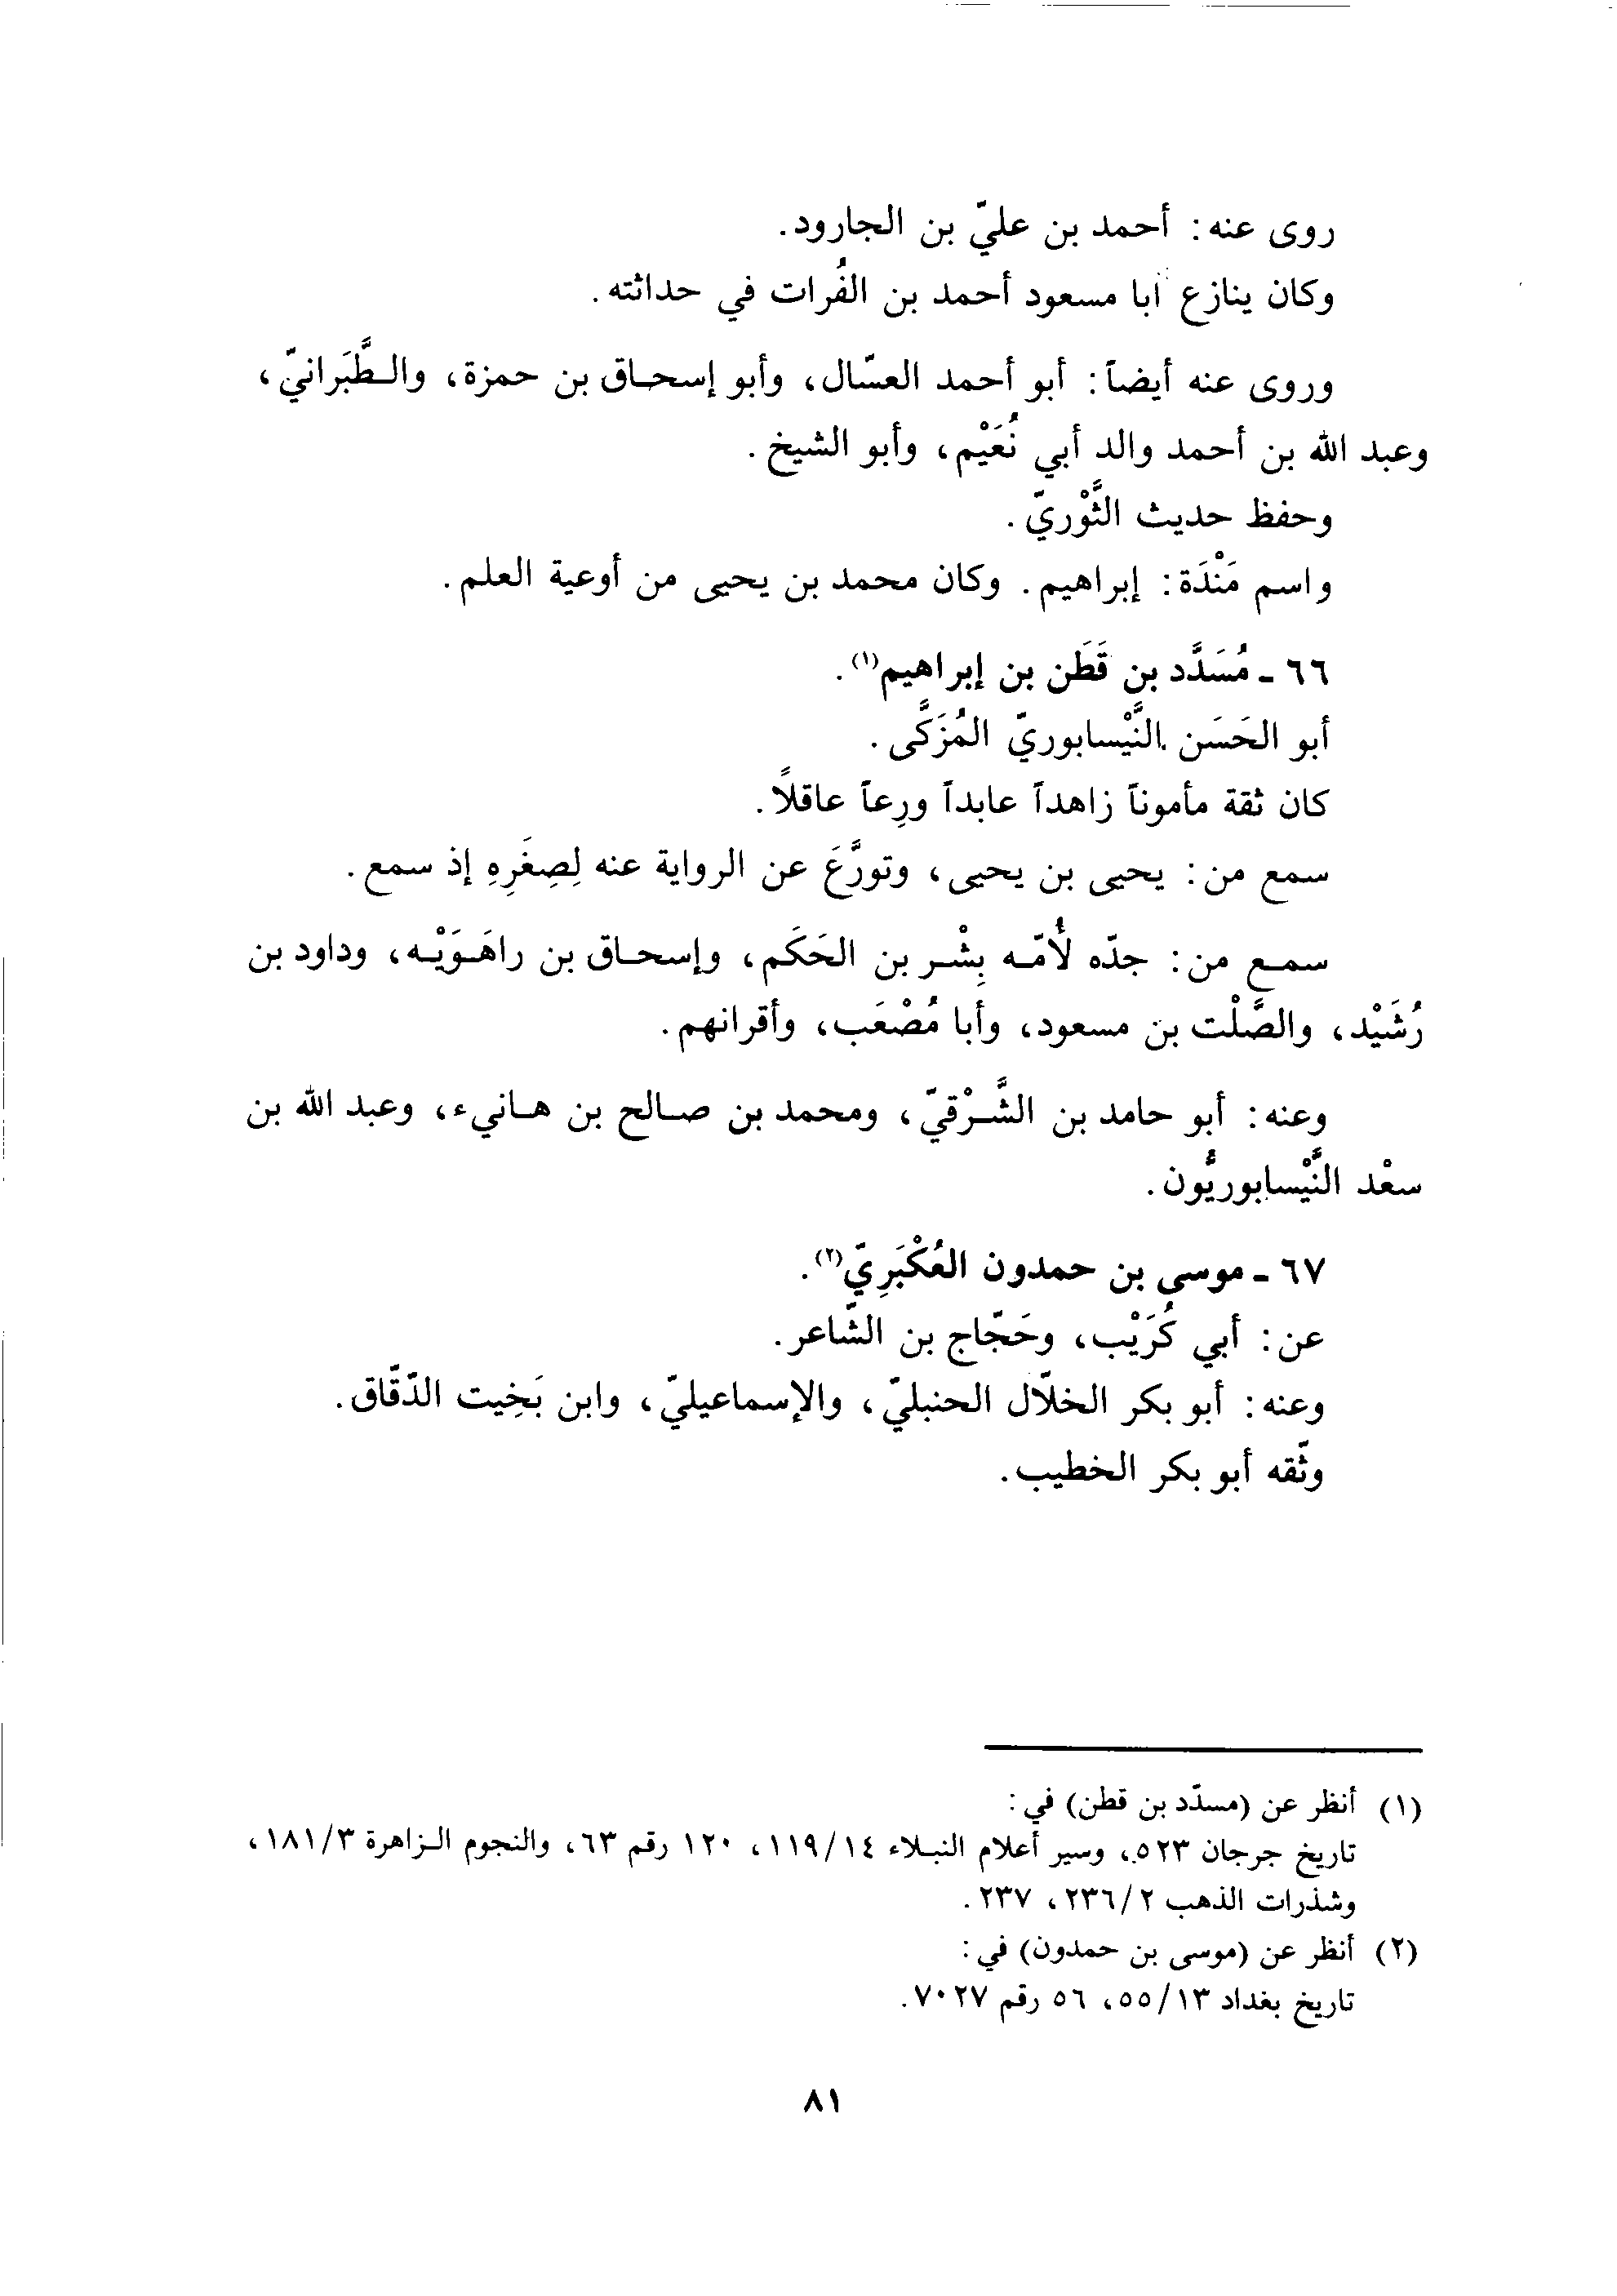 روى عنه: أحمد بن عليّ بن الجارود.
وكان ينازع أبا مسعود أحمد بن الفُرات في حداثته.
وروى عنه أيضاً: أبو أحمد العسّال، وأبو إسحاق بن حمزة، والطَّبَرانيّ،
وعبد الله بن أحمد والد أبي نُعَيْم، وأبو الشيخ.
وحفظ حديث الثَّوْريّ.
واسم مَنْدَة: إبراهيم. وكان محمد بن يحيى من أوعية العلم.
٦٦ ـ مُسَدَّد بن قَطَن بن إبراهيم(١).
أبو الحَسَن النَّيْسابوريّ المُزَكَّى.
كان ثقة مأموناً زاهداً عابداً ورِعاً عاقلاً.
سمع من: يحيى بن يحيى، وتورَّعَ عن الرواية عنه لِصِغَرِهِ إذ سمع.
سمع من: جدّه لأُمّه بِشْر بن الحَكَم، وإسحاق بن راهَوَيْه، وداود بن
رُشَيْد، والصَّلْت بن مسعود، وأبا مُصْعَب، وأقرانهم.
وعنه: أبو حامد بن الشَّرْقيّ، ومحمد بن صالح بن هانيء، وعبد الله بن
سعْد النَّيْسابوريُّون.
٦٧ ـ موسى بن حمدون العُكْبَرِيّ(٢).
عن: أبي كُرَيْب، وحَجّاج بن الشّاعر.
وعنه: أبو بكر الخلاّل الحنبليّ، والإسماعيليّ، وابن بَخِيت الدّقّاق.
وثّقه أبو بكر الخطيب.
(١) أنظر عن (مسدّد بن قطن) في:
تاريخ جرجان ٥٢٣، وسير أعلام النبلاء ١١٩/١٤، ١٢٠ رقم ٦٣، والنجوم الزاهرة ١٨١/٣،
وشذرات الذهب ٢٣٦/٢، ٢٣٧.
(٢) أنظر عن (موسى بن حمدون) في:
تاريخ بغداد ٥٥/١٣، ٥٦ رقم ٧٠٢٧.
٨١